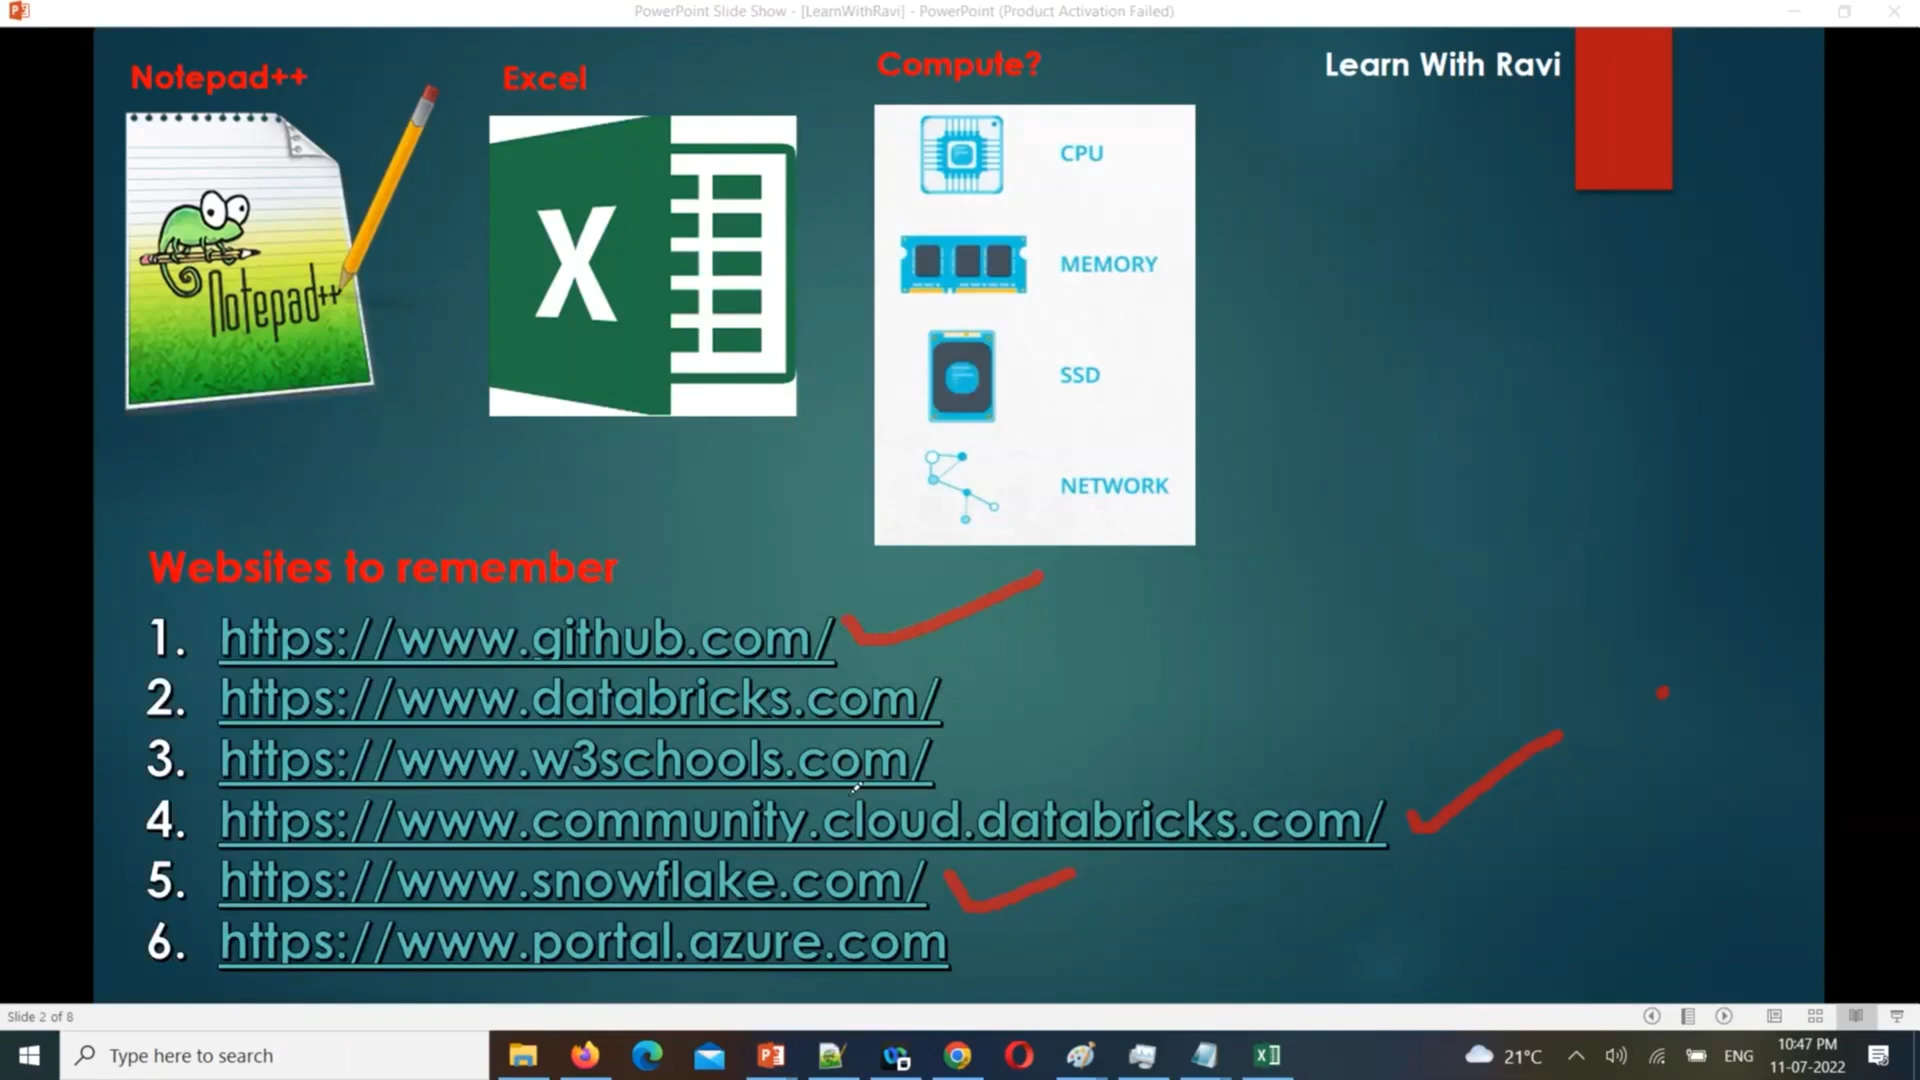 PowerPoint Slide Show - [LearnWithRavi] - PowerPoint (Product Activation Failed)
Notepad++
Excel
Compute?
Learn With Ravi
Notepad++
X
CPU
MEMORY
SSD
NETWORK
Websites to remember
1. https://www.github.com/
2. https://www.databricks.com/
3. https://www.w3schools.com/
4. https://www.community.cloud.databricks.com/
5. https://www.snowflake.com/
6. https://www.portal.azure.com
Slide 2 of 8
Type here to search
21°C
ENG
10:47 PM
11-07-2022